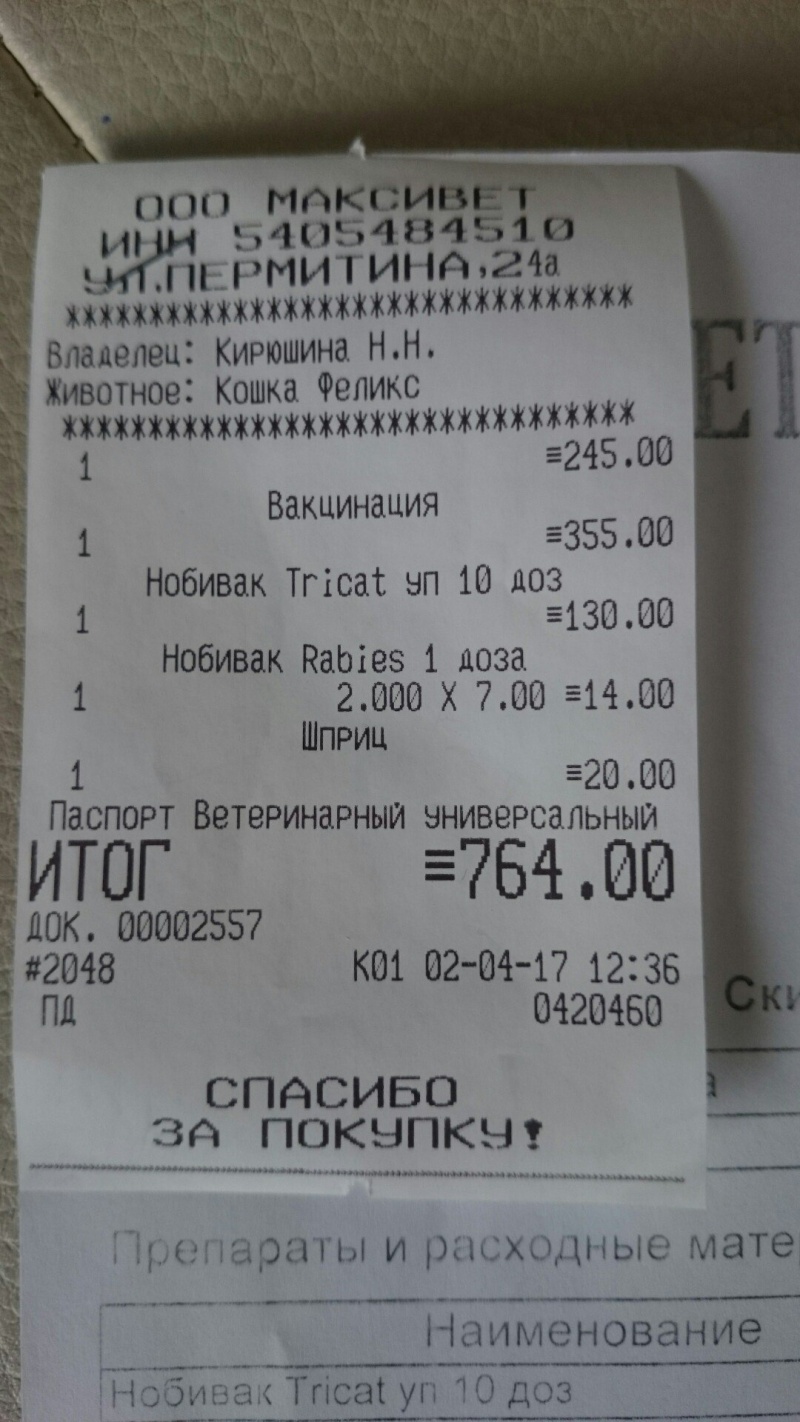 ООО МАКСИВЕТ
ИНН 5405484510
УЛ.ПЕРМИТИНА,24а
*********************************
Владелец: Кирюшина Н.Н.
Животное: Кошка Феликс
*********************************
1 ≡245.00
Вакцинация
1 ≡355.00
Нобивак Tricat уп 10 доз
1 ≡130.00
Нобивак Rabies 1 доза
1 2.000 X 7.00 ≡14.00
Шприц
1 ≡20.00
Паспорт Ветеринарный универсальный
ИТОГ ≡764.00
ДОК. 00002557
#2048 К01 02-04-17 12:36
ПД 0420460
СПАСИБО
ЗА ПОКУПКУ!
Препараты и расходные мате
Наименование
Нобивак Tricat уп 10 доз